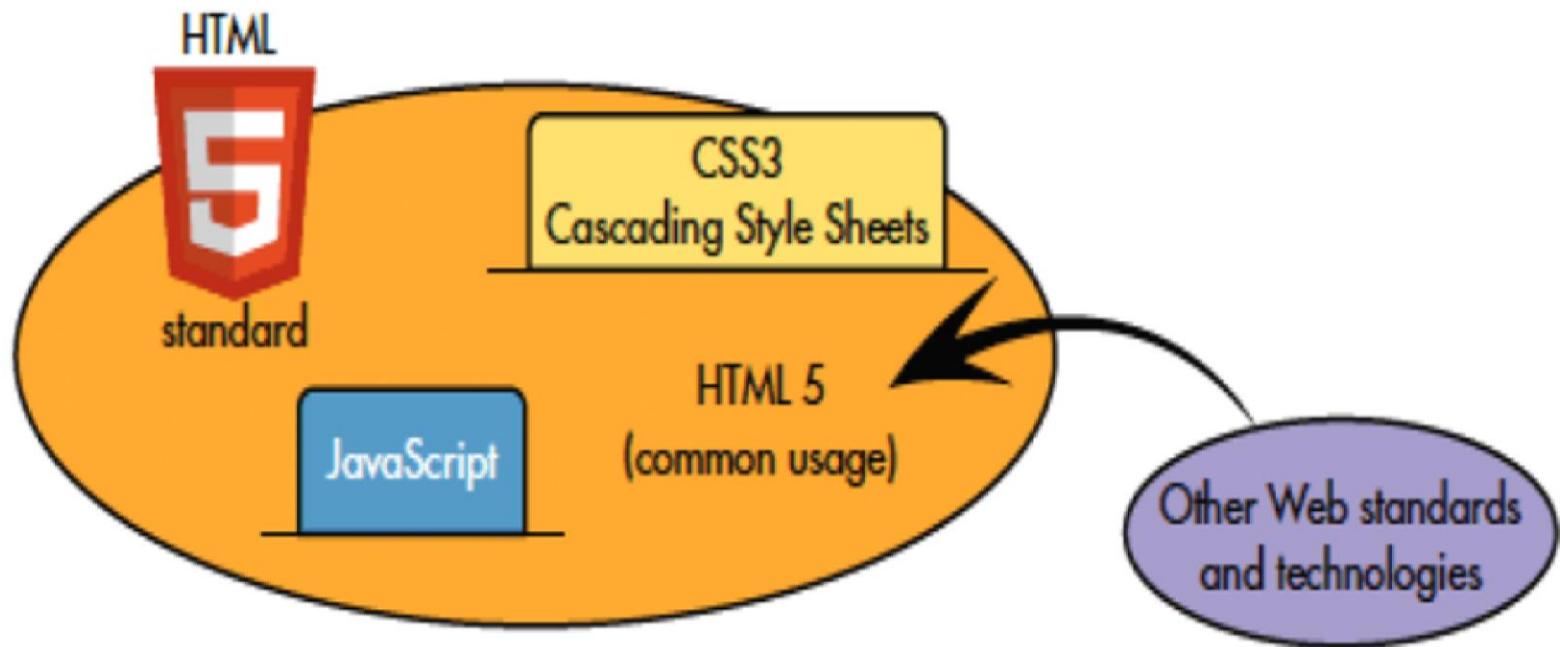 HTML
5
standard
CSS3
Cascading Style Sheets
JavaScript
HTML 5
(common usage)
Other Web standards
and technologies